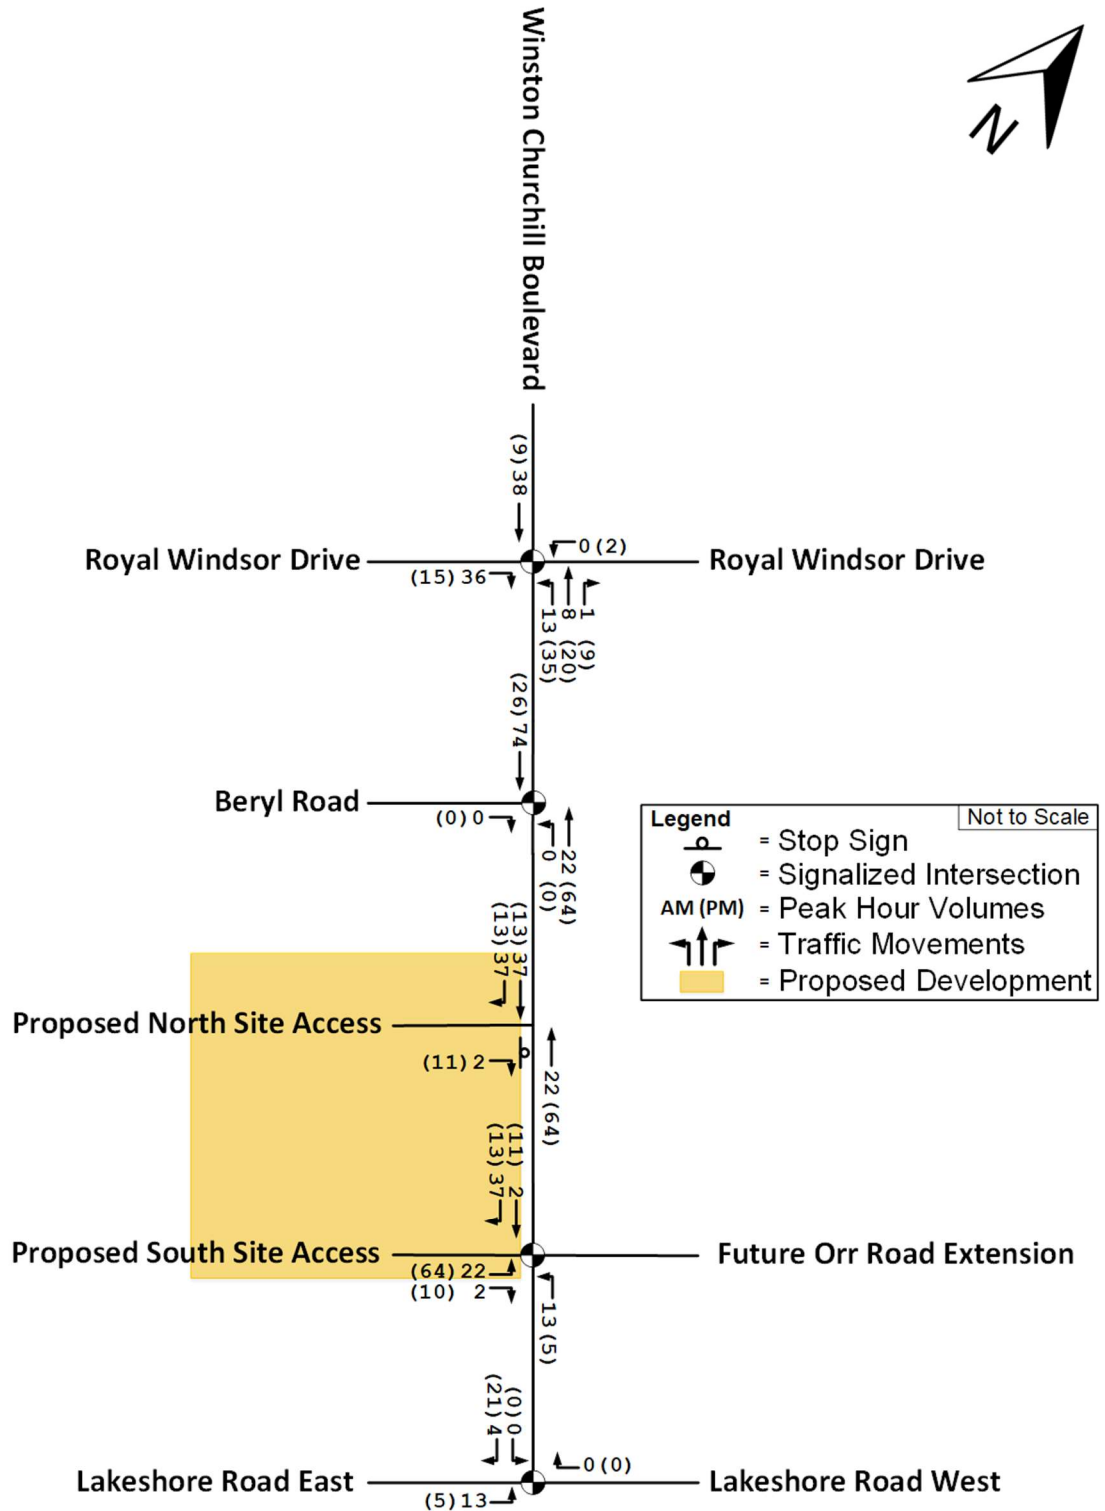 Winston Churchill Boulevard
N
(9) 38
Royal Windsor Drive
0 (2)
Royal Windsor Drive
(15) 36
13 (35)
8 (20)
1 (9)
(26) 74
Beryl Road
(0) 0
0 (0)
22 (64)
Legend
Not to Scale
= Stop Sign
= Signalized Intersection
AM (PM) = Peak Hour Volumes
= Traffic Movements
= Proposed Development
(13) 37
(13) 37
Proposed North Site Access
(11) 2
22 (64)
(13) 37
(11) 2
Proposed South Site Access
Future Orr Road Extension
(64) 22
(10) 2
13 (5)
(21) 4
(0) 0
Lakeshore Road East
0 (0)
Lakeshore Road West
(5) 13